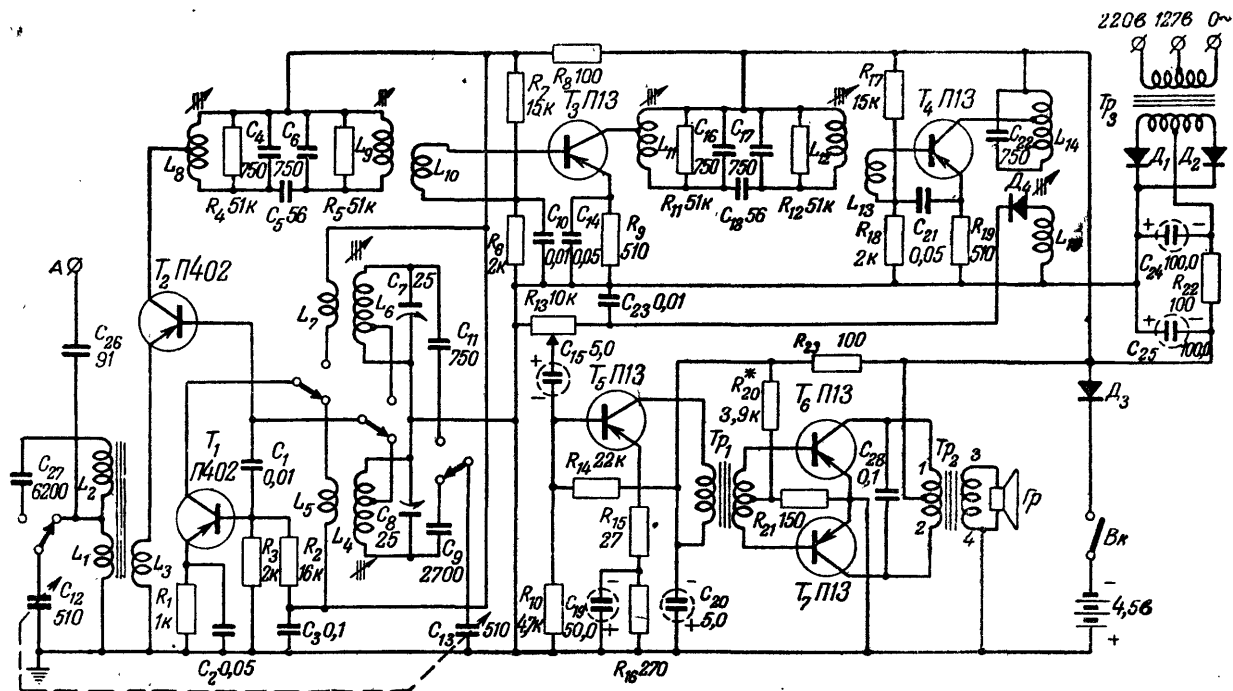 220в 127в 0~
R₈ 100
R₇ 15к
T₃ П13
R₁₇ 15к
T₄ П13
Тр₃
L₈
C₄ 750
C₆ 750
L₉
R₄ 51к
C₅ 56
R₅ 51к
L₁₀
L₁₁
C₁₆ 750
C₁₇
L₁₂
R₁₁ 51к
C₁₈ 56
R₁₂ 51к
C₂₂ 750
L₁₄
Д₁
Д₂
Д₄
L₁₃
R₈ 2к
C₁₀ 0,01
C₁₄ 0,05
R₉ 510
R₁₈ 2к
C₂₁ 0,05
R₁₉ 510
+ −
C₂₄ 100,0
R₂₂ 100
+ −
C₂₅ 100,0
A
T₂ П402
C₂₆ 91
L₇
L₆
C₇ 25
C₁₁ 750
R₁₃ 10к
C₂₃ 0,01
+
C₁₅ 5,0
−
T₅ П13
R₂₃ 100
R₂₀* 3,9к
T₆ П13
Д₃
C₂₇ 6200
L₂
T₁ П402
C₁ 0,01
L₅
L₄
C₈ 25
C₉ 2700
R₁₄ 22к
Тр₁
C₂₈ 0,1
Тр₂
1
2
3
4
Гр
R₂₁ 150
R₁₅ 27
T₇ П13
Вк
L₁
L₃
C₁₂ 510
R₁ 1к
R₃ 2к
R₂ 16к
C₂ 0,05
C₃ 0,1
C₁₃ 510
R₁₀ 4,7к
−
C₁₉ 50,0
+
R₁₆ 270
−
C₂₀ 5,0
+
−
4,5в
+